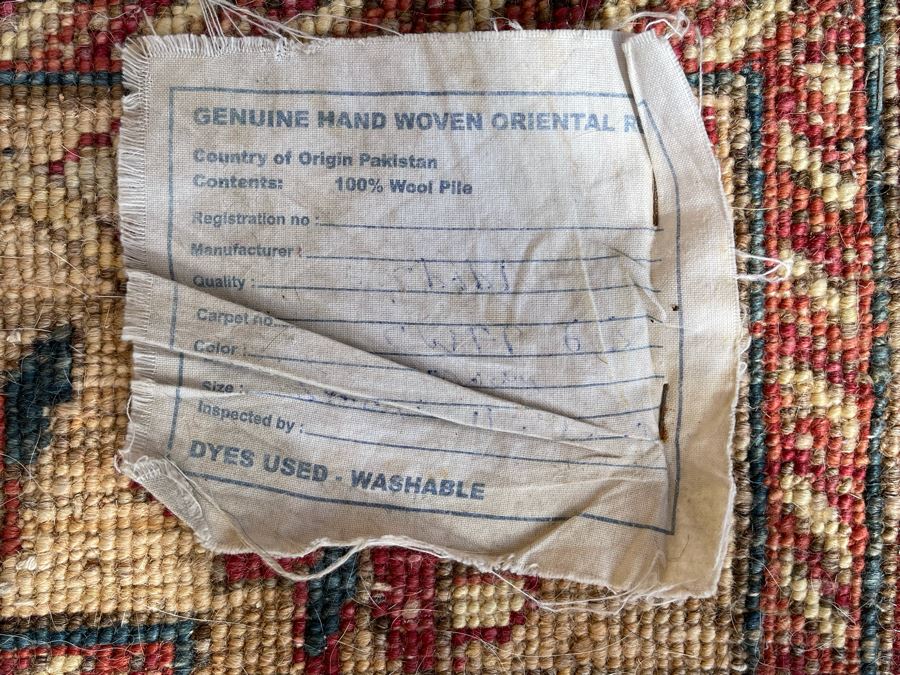 GENUINE HAND WOVEN ORIENTAL R
Country of Origin Pakistan
Contents: 100% Wool Pile
Registration no :
Manufacturer :
Quality :
Carpet no.
Color :
Size :
Inspected by :
DYES USED - WASHABLE